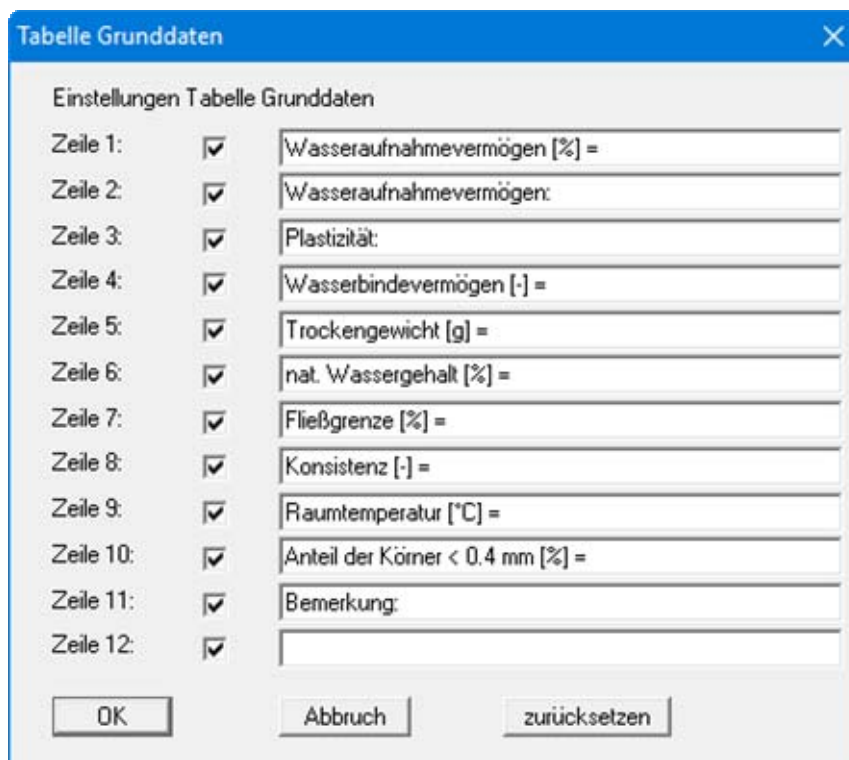 Tabelle Grunddaten
Einstellungen Tabelle Grunddaten
Zeile 1: Wasseraufnahmevermögen [%] =
Zeile 2: Wasseraufnahmevermögen:
Zeile 3: Plastizität:
Zeile 4: Wasserbindevermögen [-] =
Zeile 5: Trockengewicht [g] =
Zeile 6: nat. Wassergehalt [%] =
Zeile 7: Fließgrenze [%] =
Zeile 8: Konsistenz [-] =
Zeile 9: Raumtemperatur [°C] =
Zeile 10: Anteil der Körner < 0.4 mm [%] =
Zeile 11: Bemerkung:
Zeile 12:
OK Abbruch zurücksetzen